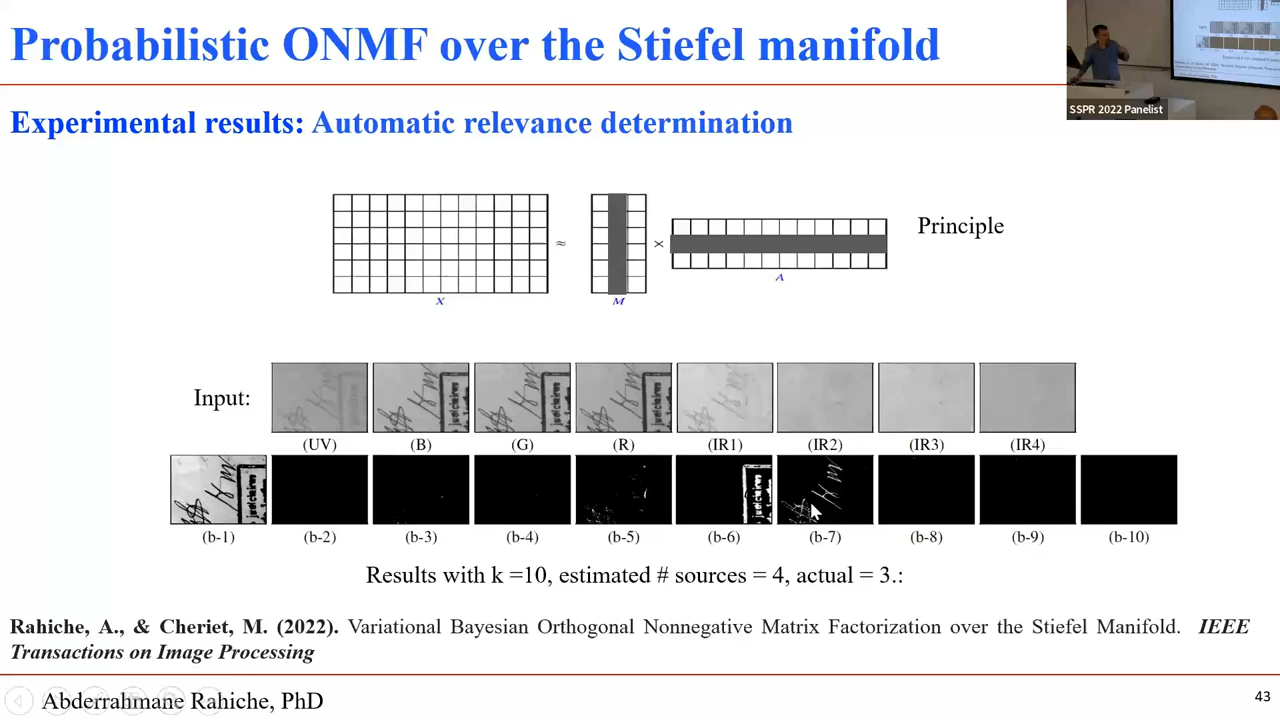 Probabilistic ONMF over the Stiefel manifold
SSPR 2022 Panelist
Experimental results: Automatic relevance determination
Principle
≈
×
X
M
A
Input:
(UV) (B) (G) (R) (IR1) (IR2) (IR3) (IR4)
(b-1) (b-2) (b-3) (b-4) (b-5) (b-6) (b-7) (b-8) (b-9) (b-10)
Results with k =10, estimated # sources = 4, actual = 3.:
Rahiche, A., & Cheriet, M. (2022). Variational Bayesian Orthogonal Nonnegative Matrix Factorization over the Stiefel Manifold. IEEE
Transactions on Image Processing
Abderrahmane Rahiche, PhD
43